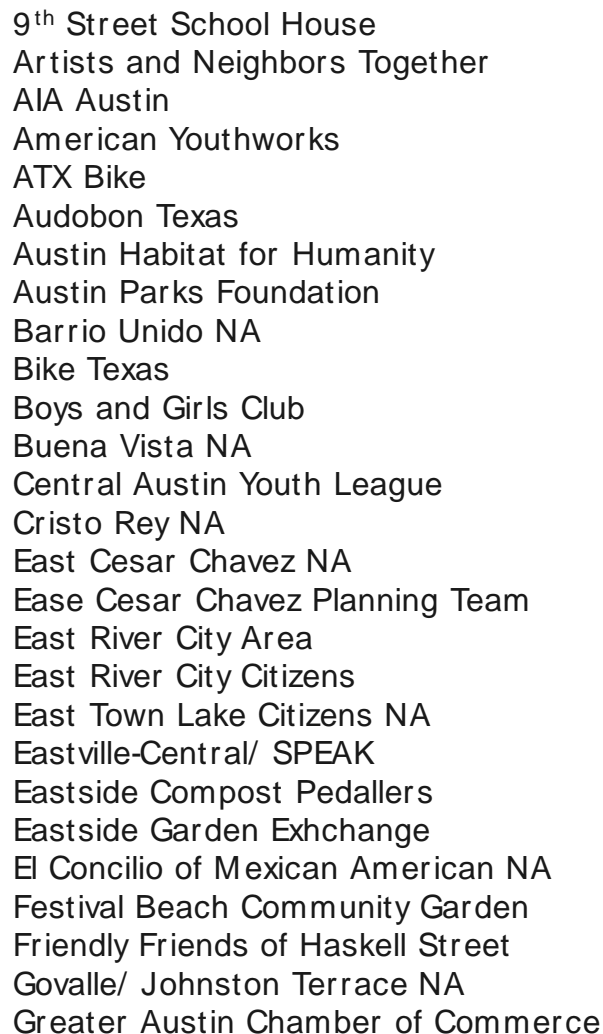 9th Street School House
Artists and Neighbors Together
AIA Austin
American Youthworks
ATX Bike
Audobon Texas
Austin Habitat for Humanity
Austin Parks Foundation
Barrio Unido NA
Bike Texas
Boys and Girls Club
Buena Vista NA
Central Austin Youth League
Cristo Rey NA
East Cesar Chavez NA
Ease Cesar Chavez Planning Team
East River City Area
East River City Citizens
East Town Lake Citizens NA
Eastville-Central/ SPEAK
Eastside Compost Pedallers
Eastside Garden Exhchange
El Concilio of Mexican American NA
Festival Beach Community Garden
Friendly Friends of Haskell Street
Govalle/ Johnston Terrace NA
Greater Austin Chamber of Commerce